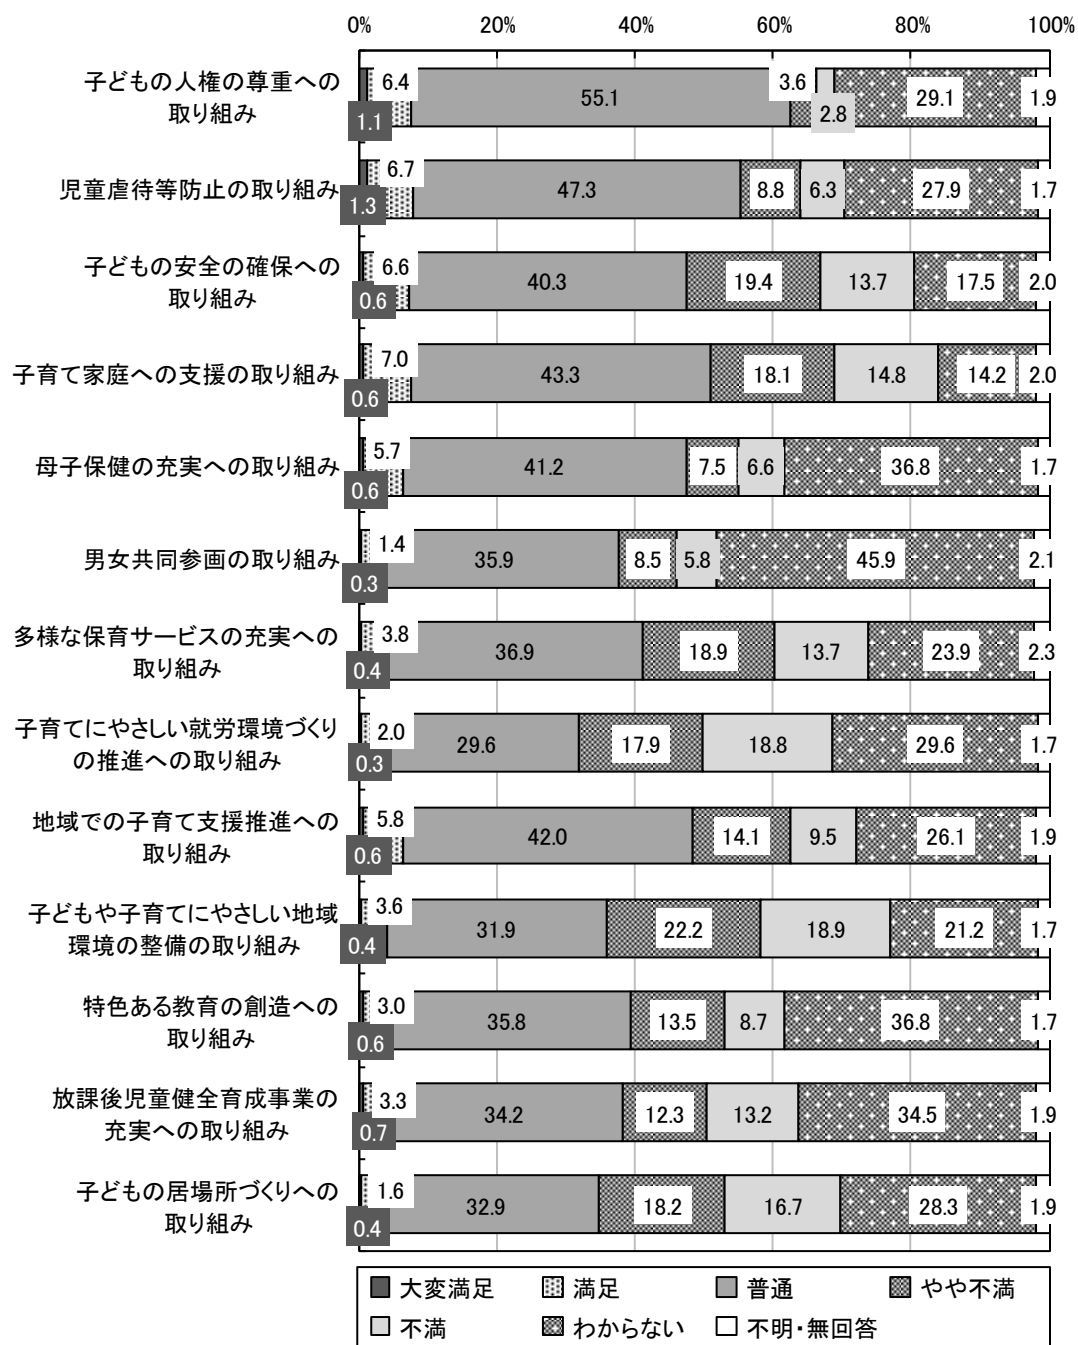 0% 20% 40% 60% 80% 100%
子どもの人権の尊重への
取り組み
1.1 6.4 55.1 3.6 2.8 29.1 1.9
児童虐待等防止の取り組み
1.3 6.7 47.3 8.8 6.3 27.9 1.7
子どもの安全の確保への
取り組み
0.6 6.6 40.3 19.4 13.7 17.5 2.0
子育て家庭への支援の取り組み
0.6 7.0 43.3 18.1 14.8 14.2 2.0
母子保健の充実への取り組み
0.6 5.7 41.2 7.5 6.6 36.8 1.7
男女共同参画の取り組み
0.3 1.4 35.9 8.5 5.8 45.9 2.1
多様な保育サービスの充実への
取り組み
0.4 3.8 36.9 18.9 13.7 23.9 2.3
子育てにやさしい就労環境づくり
の推進への取り組み
0.3 2.0 29.6 17.9 18.8 29.6 1.7
地域での子育て支援推進への
取り組み
0.6 5.8 42.0 14.1 9.5 26.1 1.9
子どもや子育てにやさしい地域
環境の整備の取り組み
0.4 3.6 31.9 22.2 18.9 21.2 1.7
特色ある教育の創造への
取り組み
0.6 3.0 35.8 13.5 8.7 36.8 1.7
放課後児童健全育成事業の
充実への取り組み
0.7 3.3 34.2 12.3 13.2 34.5 1.9
子どもの居場所づくりへの
取り組み
0.4 1.6 32.9 18.2 16.7 28.3 1.9
大変満足 満足 普通 やや不満
不満 わからない 不明・無回答